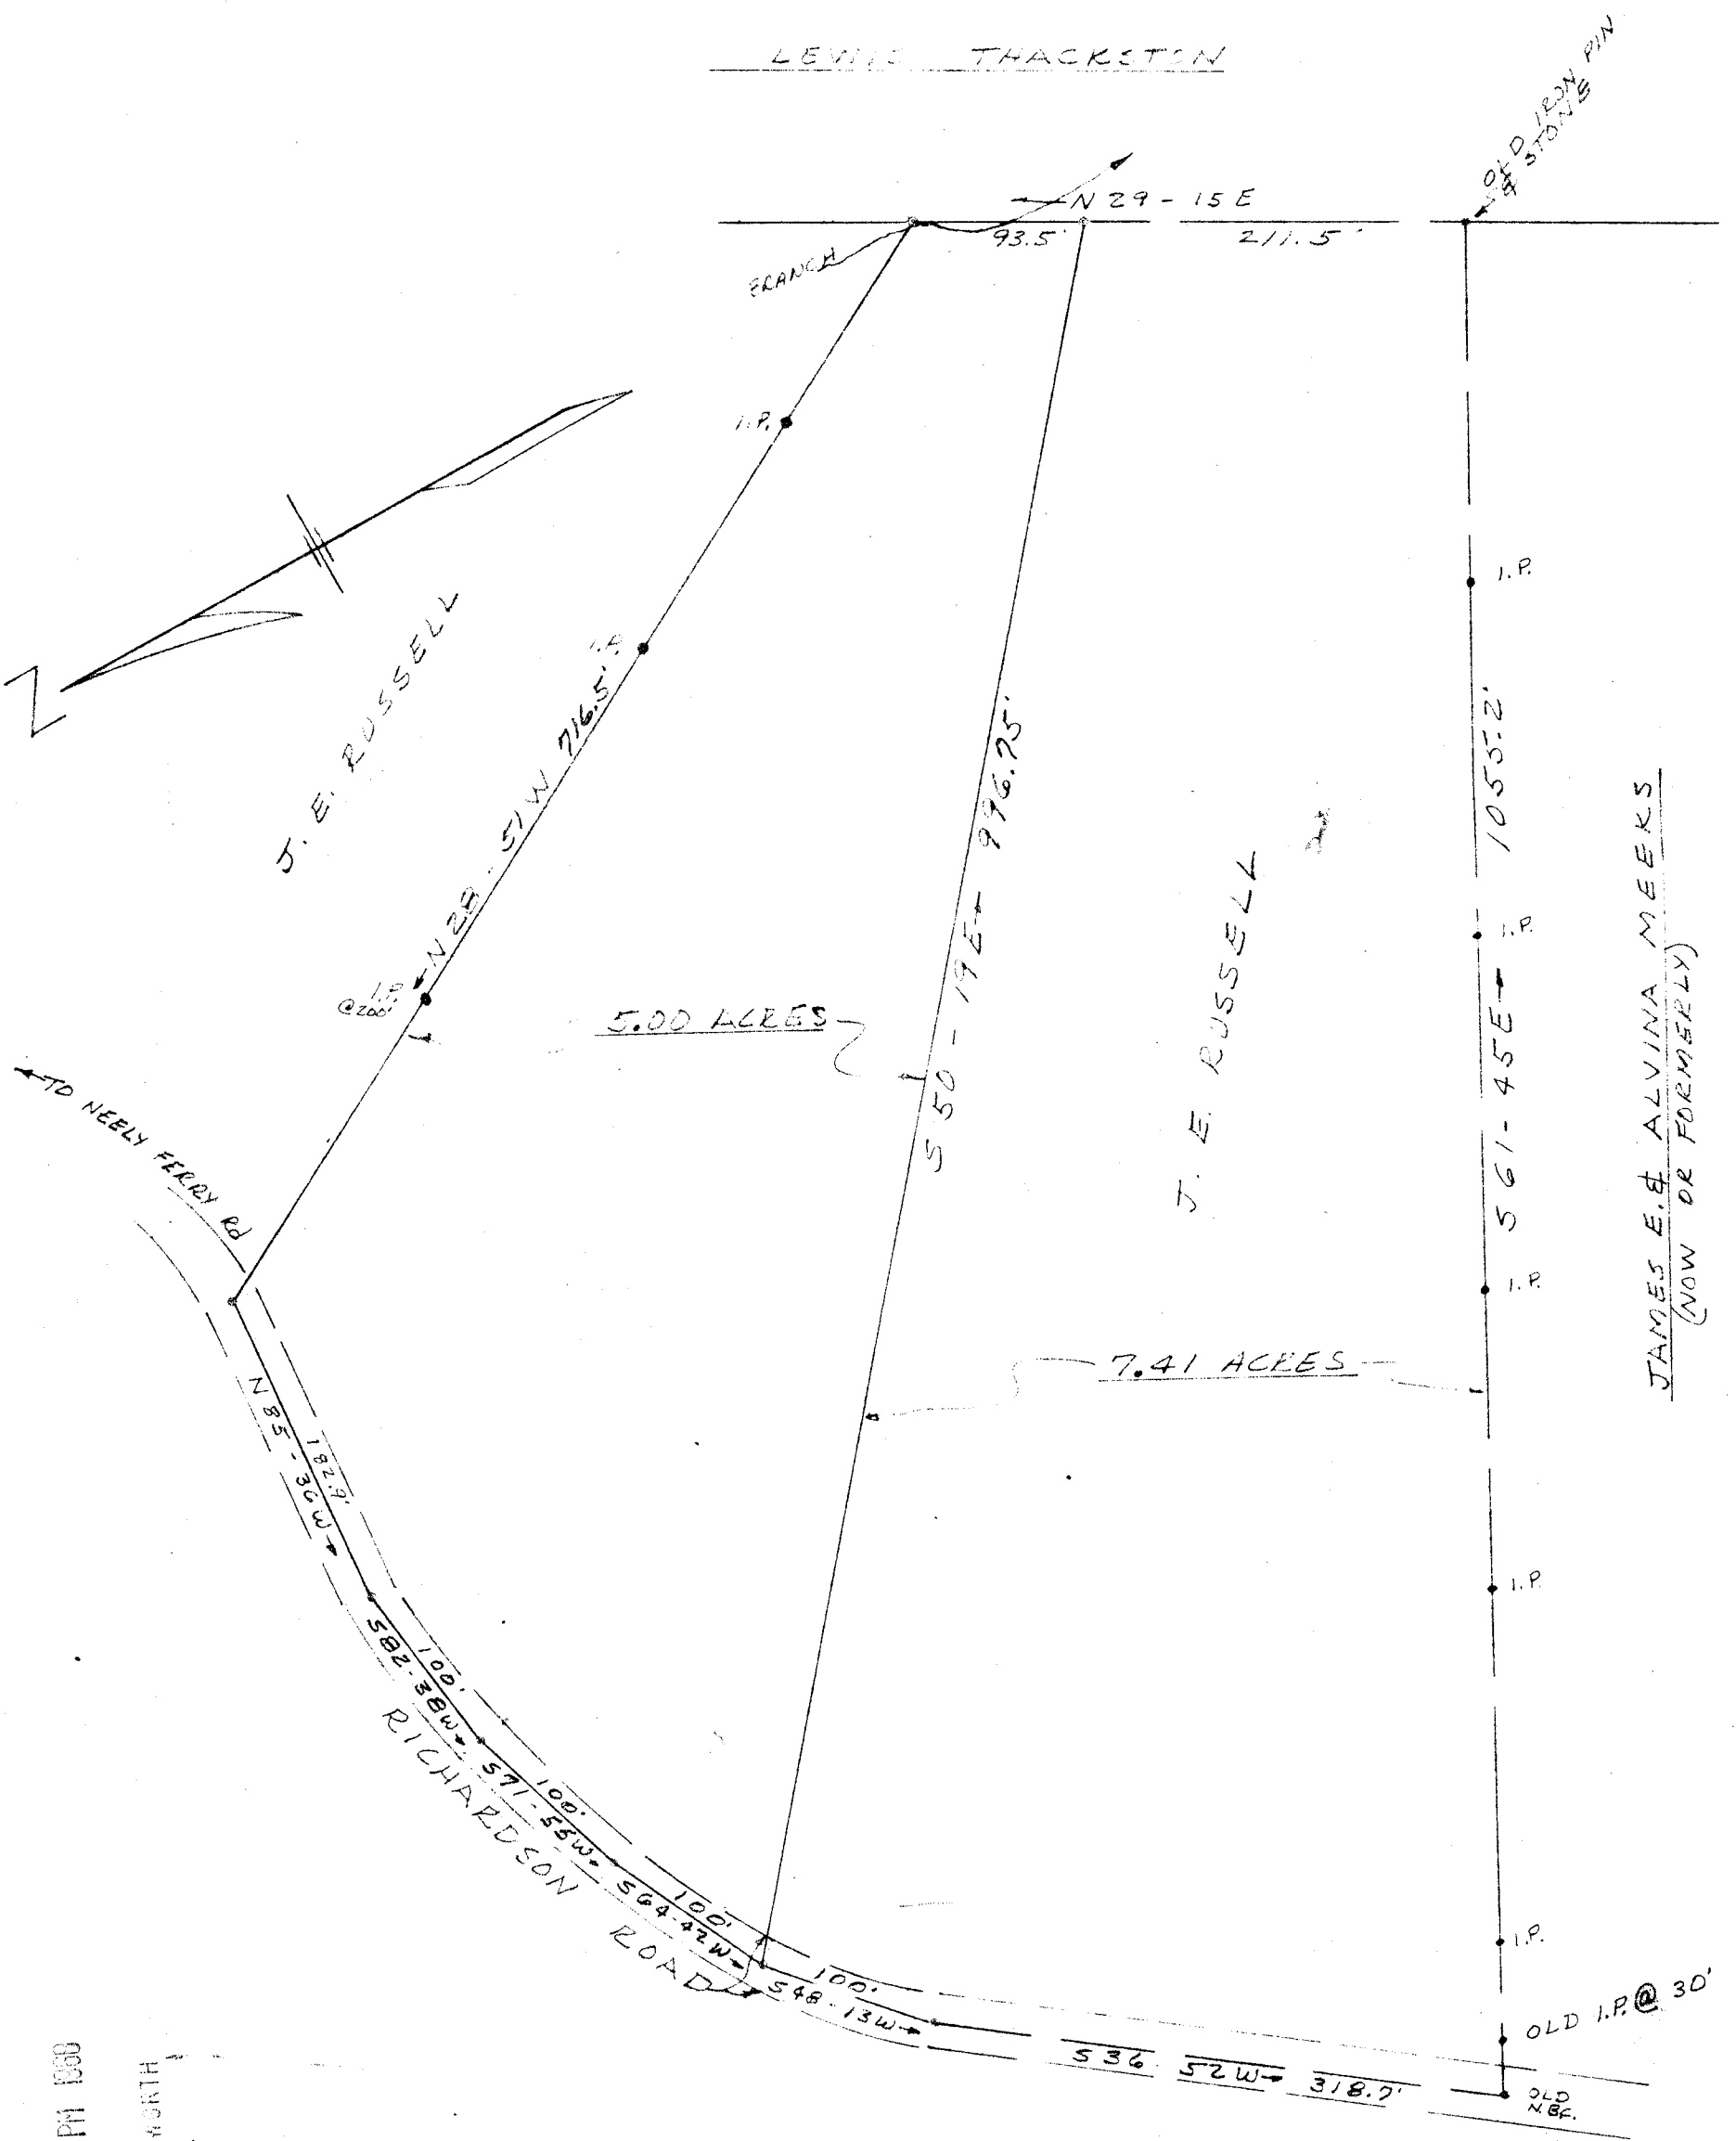 LEWIS THACKSTON
OLD IRON PIN
& STONE
N 29 - 15 E
93.5'
211.5'
BRANCH
I.P.
I.P.
I.P.
J. E. RUSSELL
N 28 - 51 W 716.5'
S 50 - 19 E 996.75'
1055.2'
S 61 - 45 E
I.P.
JAMES E. & ALVINA MEEKS
(NOW OR FORMERLY)
J. E. RUSSELL
I.P.
@ 200'
5.00 ACRES
TO NEELY FERRY Rd
I.P.
7.41 ACRES
N 85 - 36 W
182.9'
I.P.
S 82 - 38 W
100'
S 71 - 55 W
100'
S 64 - 42 W
100'
RICHARDSON ROAD
I.P.
S 48 - 13 W
100'
OLD I.P. @ 30'
S 36 52 W 318.7'
OLD
PM